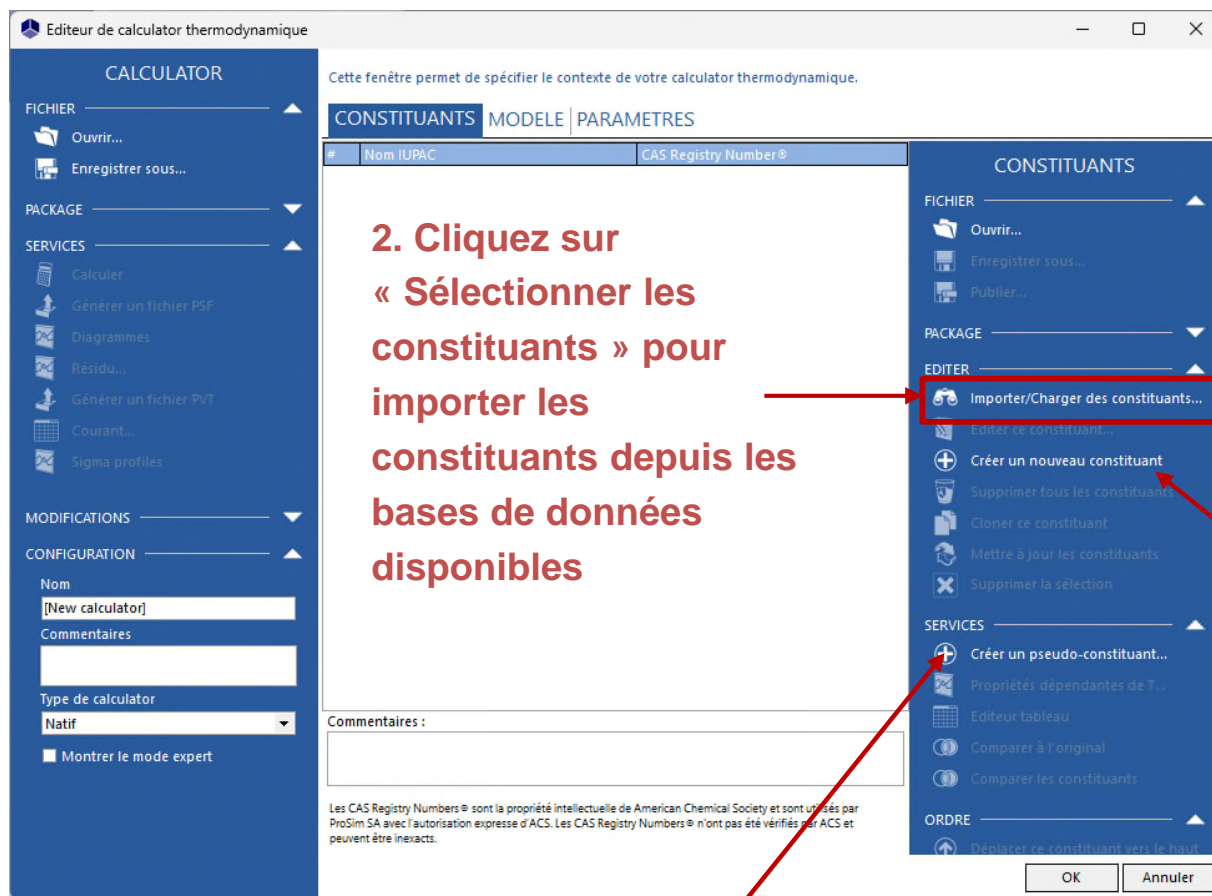 Editeur de calculator thermodynamique
CALCULATOR
FICHIER
Ouvrir...
Enregistrer sous...
PACKAGE
SERVICES
Calculer
Générer un fichier PSF
Diagrammes
Résidu...
Générer un fichier PVT
Courant...
Sigma profiles
MODIFICATIONS
CONFIGURATION
Nom
[New calculator]
Commentaires
Type de calculator
Natif
Montrer le mode expert
Cette fenêtre permet de spécifier le contexte de votre calculator thermodynamique.
CONSTITUANTS MODELE PARAMETRES
# Nom IUPAC CAS Registry Number®
2. Cliquez sur
« Sélectionner les
constituants » pour
importer les
constituants depuis les
bases de données
disponibles
Commentaires :
Les CAS Registry Numbers® sont la propriété intellectuelle de American Chemical Society et sont utilisés par
ProSim SA avec l'autorisation expresse d'ACS. Les CAS Registry Numbers® n'ont pas été vérifiés par ACS et
peuvent être inexacts.
CONSTITUANTS
FICHIER
Ouvrir...
Enregistrer sous...
Publier...
PACKAGE
EDITER
Importer/Charger des constituants...
Editer ce constituant...
Créer un nouveau constituant
Supprimer tous les constituants
Cloner ce constituant
Mettre à jour les constituants
Supprimer la sélection
SERVICES
Créer un pseudo-constituant...
Propriétés dépendantes de T...
Editeur tableau
Comparer à l'original
Comparer les constituants
ORDRE
Déplacer ce constituant vers le haut
OK Annuler